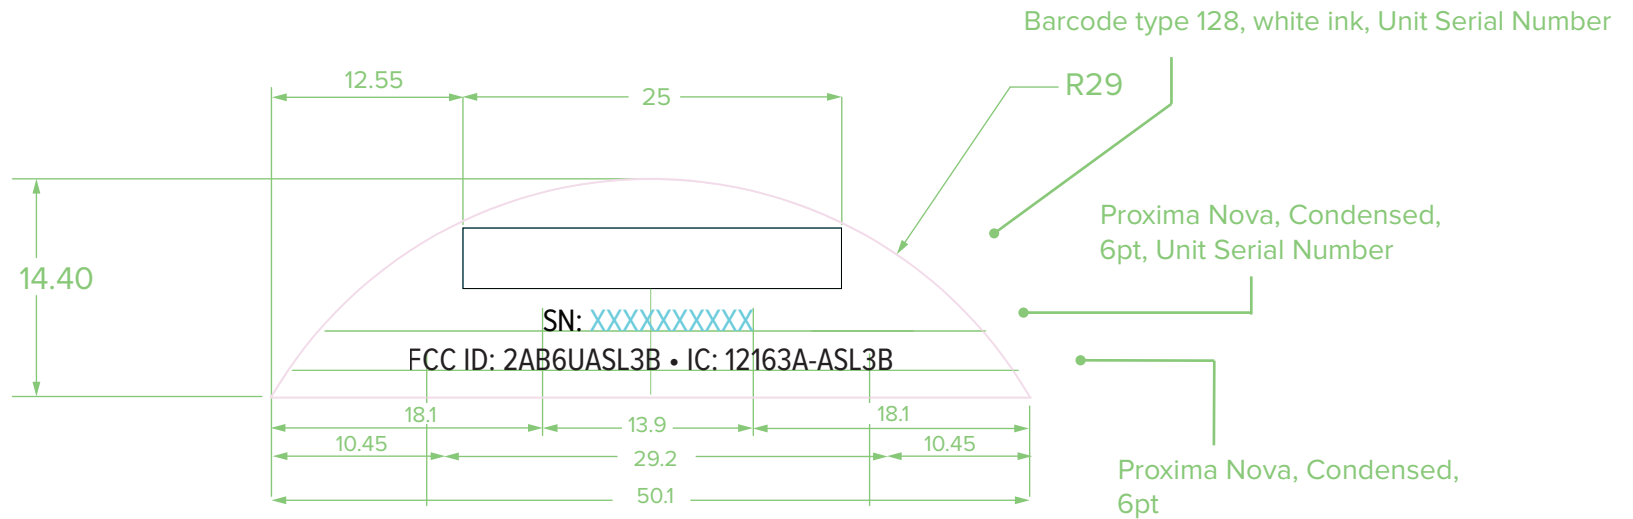 Barcode type 128, white ink, Unit Serial Number
12.55
25
R29
14.40
Proxima Nova, Condensed,
6pt, Unit Serial Number
SN: XXXXXXXXXX
FCC ID: 2AB6UASL3B • IC: 12163A-ASL3B
18.1
13.9
18.1
10.45
29.2
10.45
50.1
Proxima Nova, Condensed,
6pt